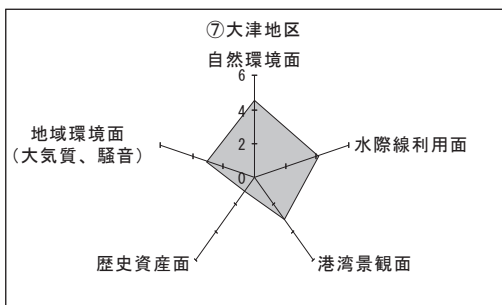 ⑦大津地区
自然環境面
6
4
2
0
水際線利用面
港湾景観面
歴史資産面
地域環境面
（大気質、騒音）